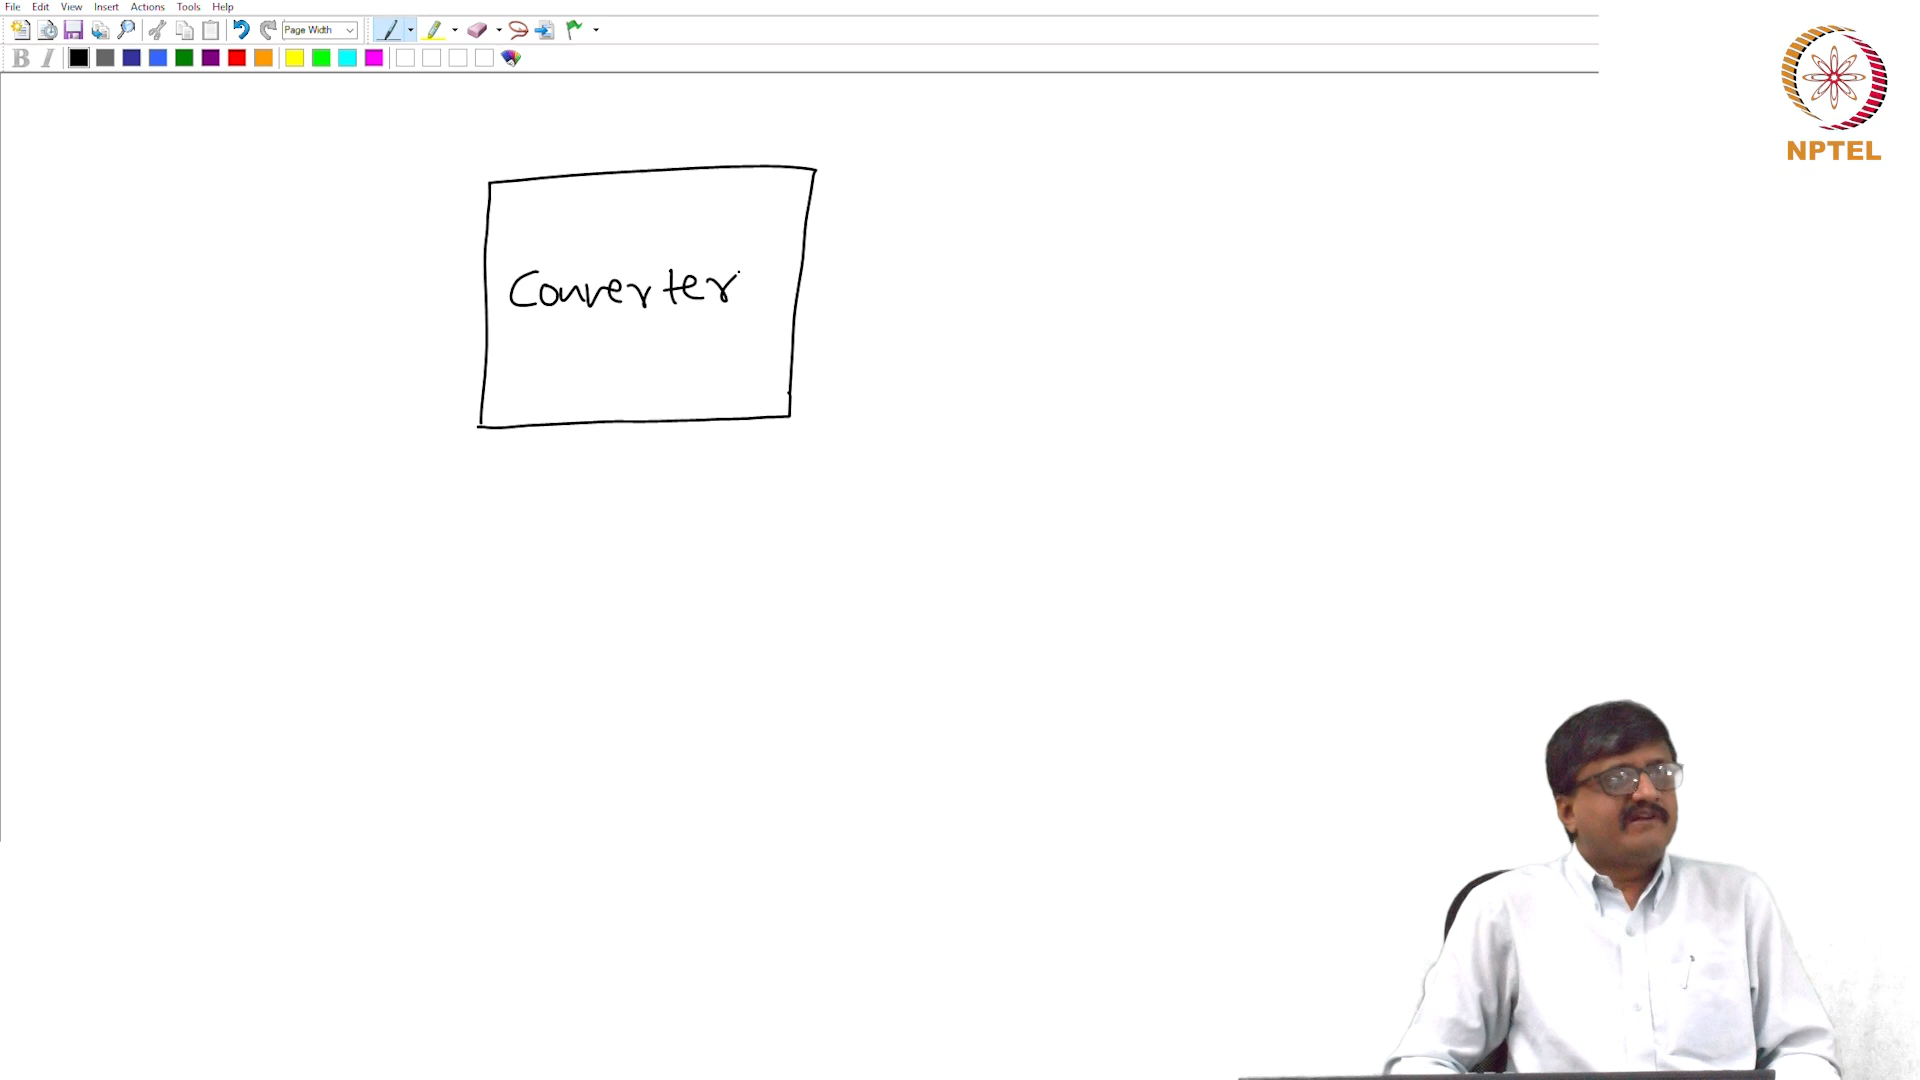 File Edit View Insert Actions Tools Help
Page Width
B I
NPTEL
Converter